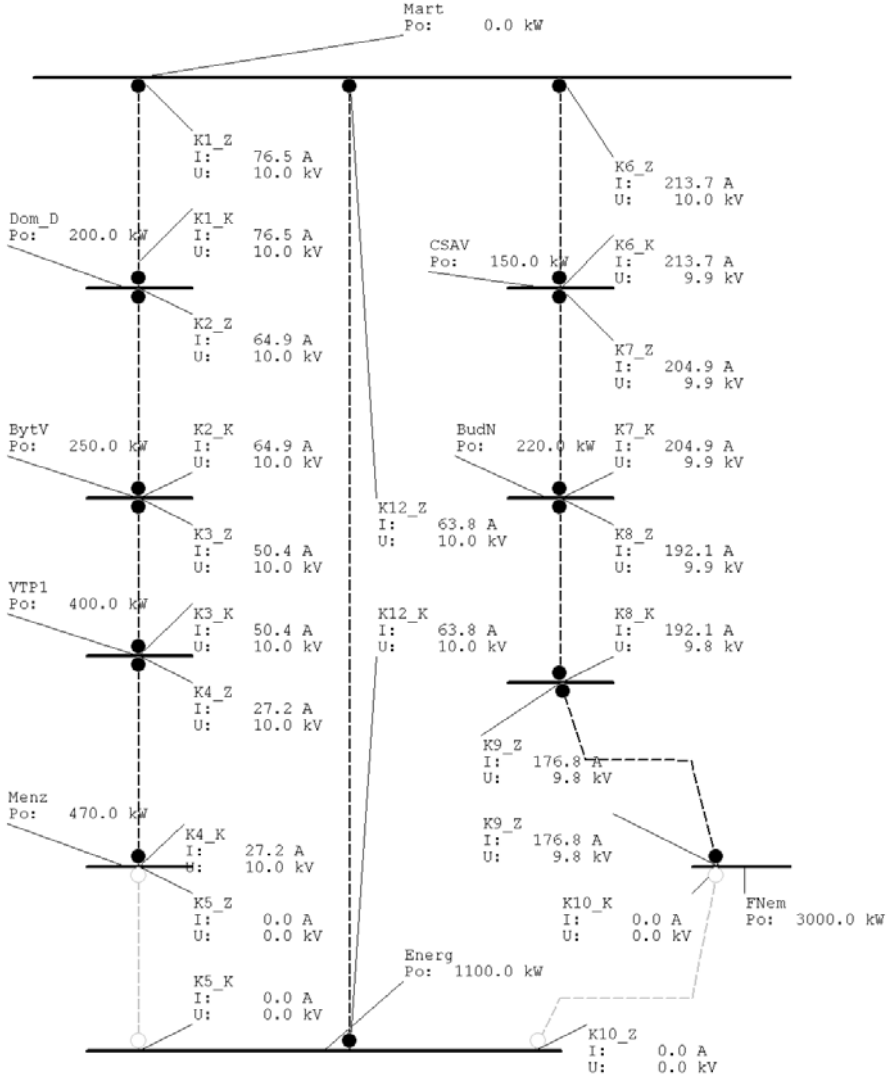 Mart
Po: 0.0 kW
K1_Z
I: 76.5 A
U: 10.0 kV
Dom_D
Po: 200.0 kW
K1_K
I: 76.5 A
U: 10.0 kV
K2_Z
I: 64.9 A
U: 10.0 kV
BytV
Po: 250.0 kW
K2_K
I: 64.9 A
U: 10.0 kV
K3_Z
I: 50.4 A
U: 10.0 kV
VTP1
Po: 400.0 kW
K3_K
I: 50.4 A
U: 10.0 kV
K4_Z
I: 27.2 A
U: 10.0 kV
Menz
Po: 470.0 kW
K4_K
I: 27.2 A
U: 10.0 kV
K5_Z
I: 0.0 A
U: 0.0 kV
K5_K
I: 0.0 A
U: 0.0 kV
K12_Z
I: 63.8 A
U: 10.0 kV
K12_K
I: 63.8 A
U: 10.0 kV
Energ
Po: 1100.0 kW
K6_Z
I: 213.7 A
U: 10.0 kV
CSAV
Po: 150.0 kW
K6_K
I: 213.7 A
U: 9.9 kV
K7_Z
I: 204.9 A
U: 9.9 kV
BudN
Po: 220.0 kW
K7_K
I: 204.9 A
U: 9.9 kV
K8_Z
I: 192.1 A
U: 9.9 kV
K8_K
I: 192.1 A
U: 9.8 kV
K9_Z
I: 176.8 A
U: 9.8 kV
K9_Z
I: 176.8 A
U: 9.8 kV
K10_K
I: 0.0 A
U: 0.0 kV
FNem
Po: 3000.0 kW
K10_Z
I: 0.0 A
U: 0.0 kV